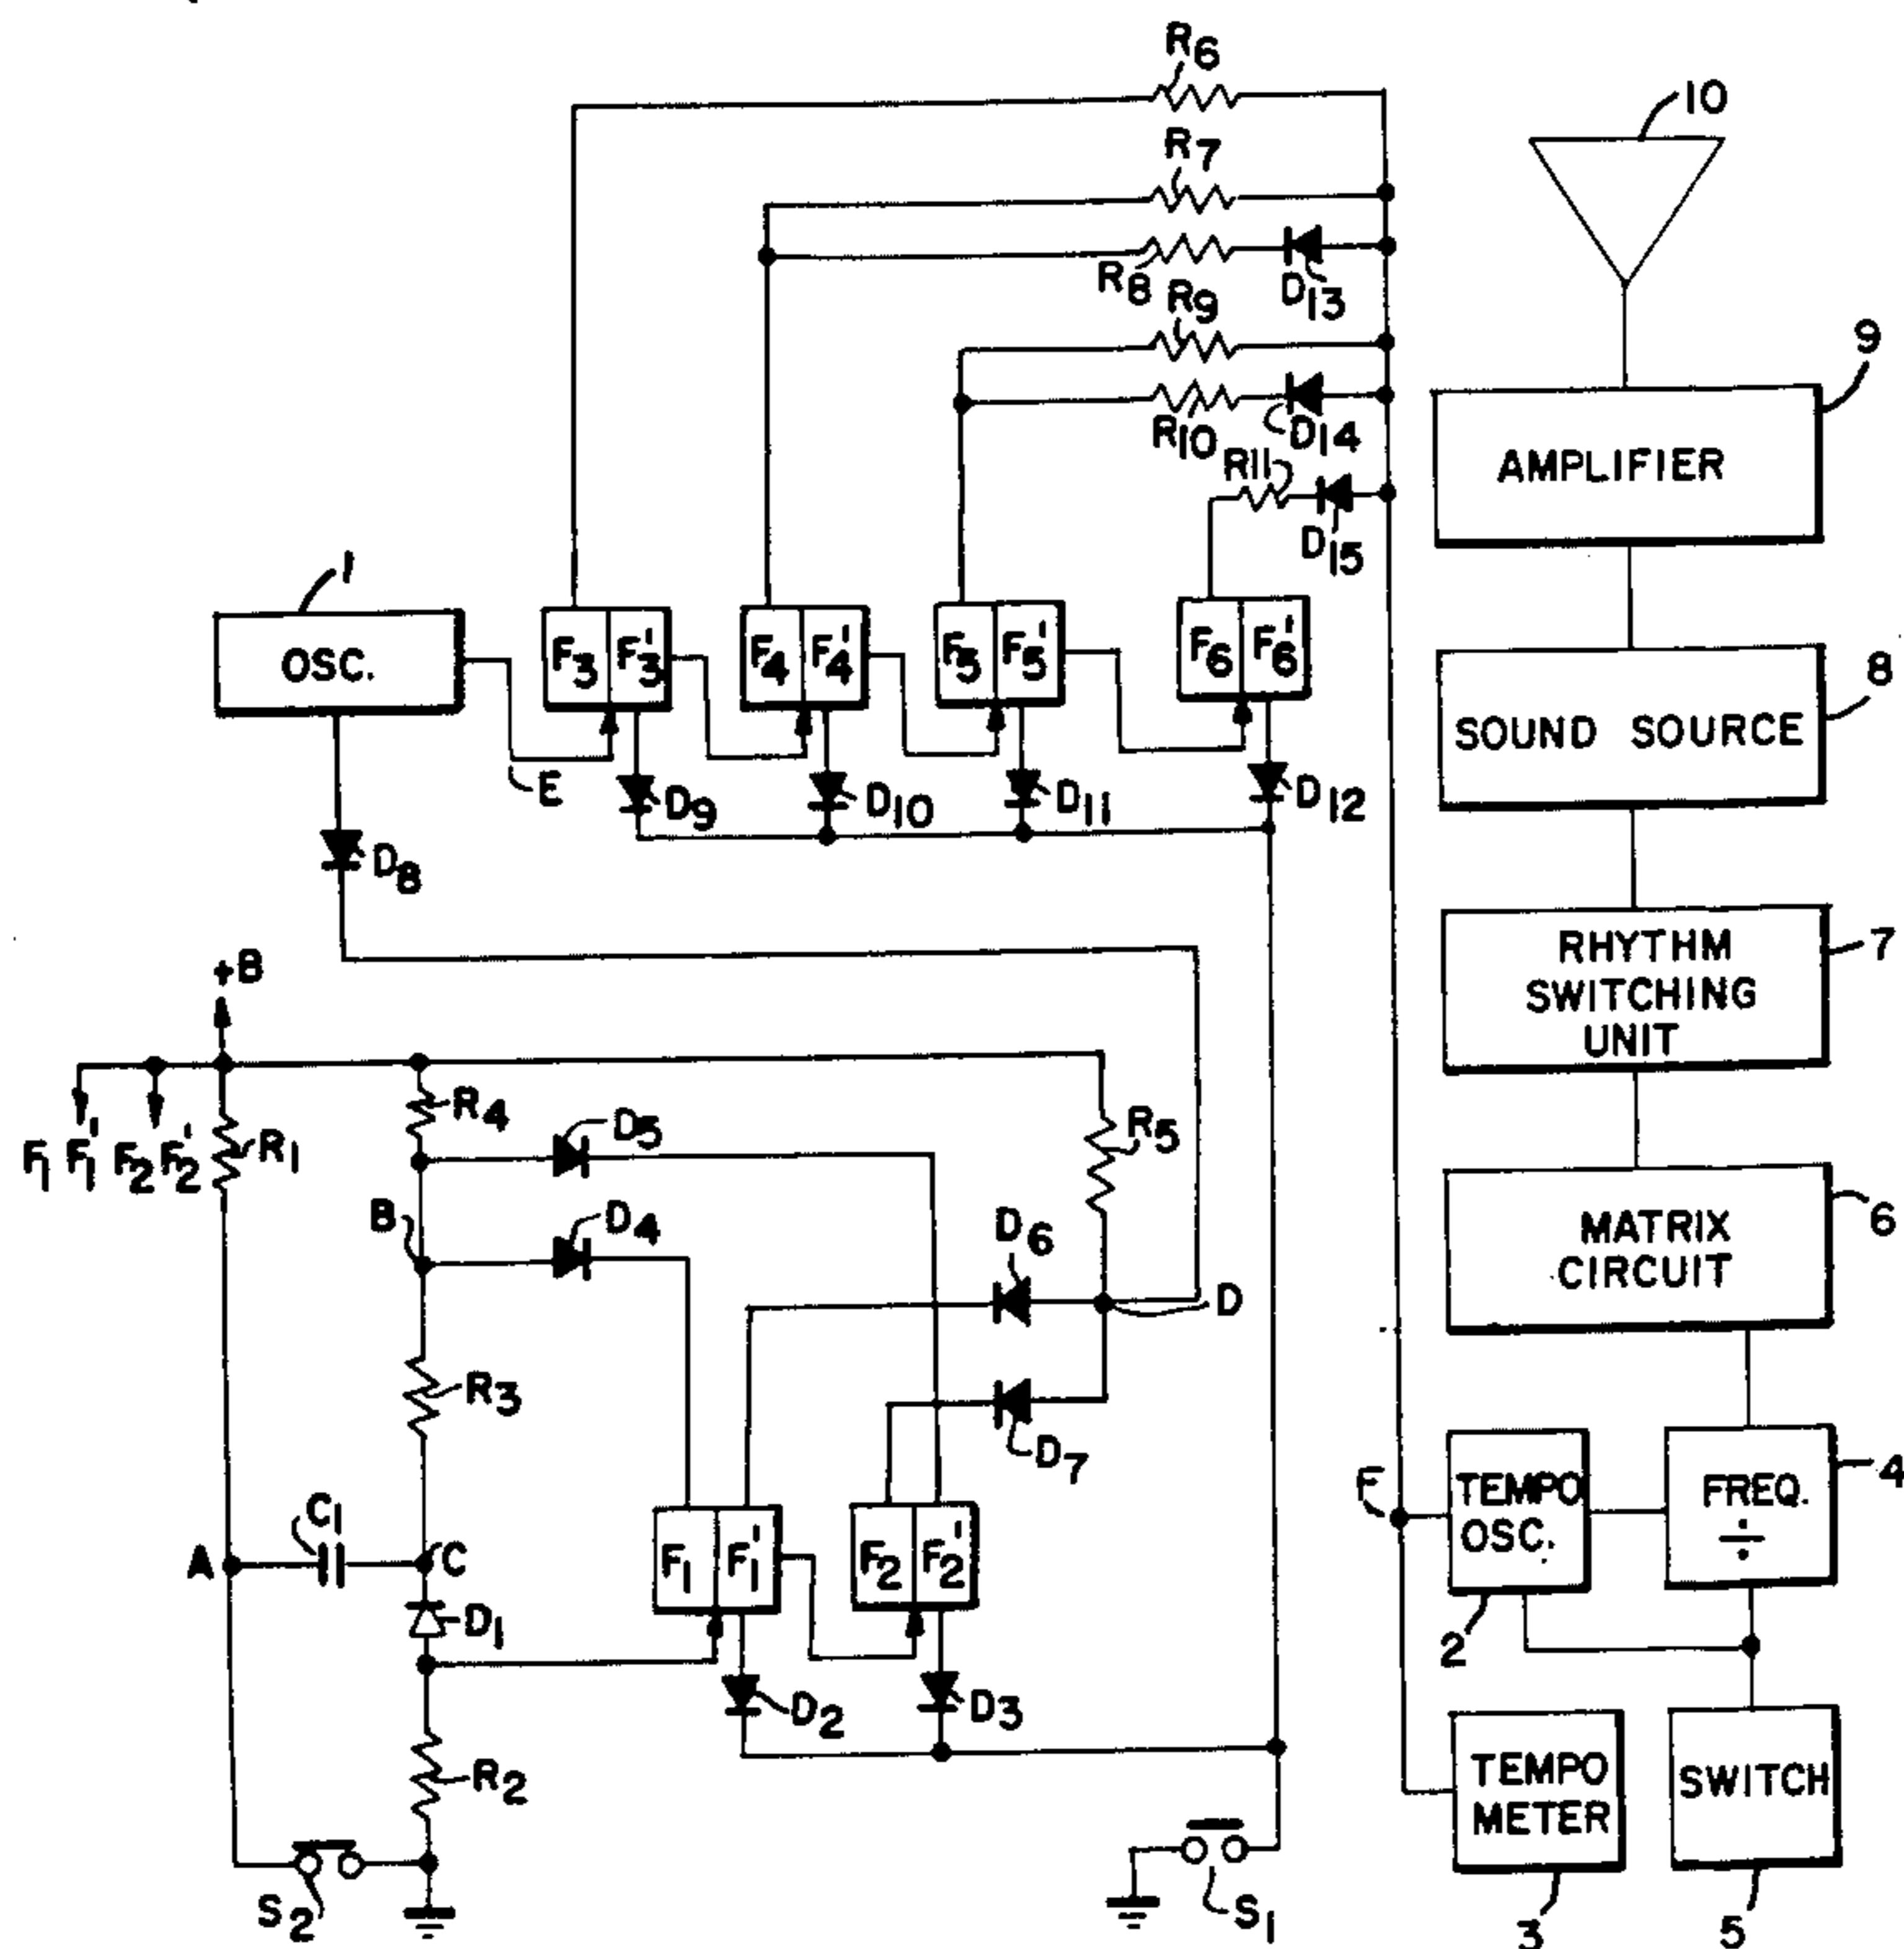 R6
10
R7
R8
D13
R9
9
R10
D14
AMPLIFIER
R11
D15
1
OSC.
F3 F3'
F4 F4'
F5 F5'
F6 F6'
8
SOUND SOURCE
E
D9
D10
D11
D12
D8
+B
RHYTHM
SWITCHING
UNIT
7
F1 F1' F2 F2'
R1
R4
D5
R5
B
D4
D6
D
MATRIX
CIRCUIT
6
R3
D7
F
TEMPO
OSC.
FREQ.
÷
4
A
C1
C
F1 F1'
F2 F2'
D1
2
D2
D3
R2
TEMPO
METER
SWITCH
S2
S1
3
5